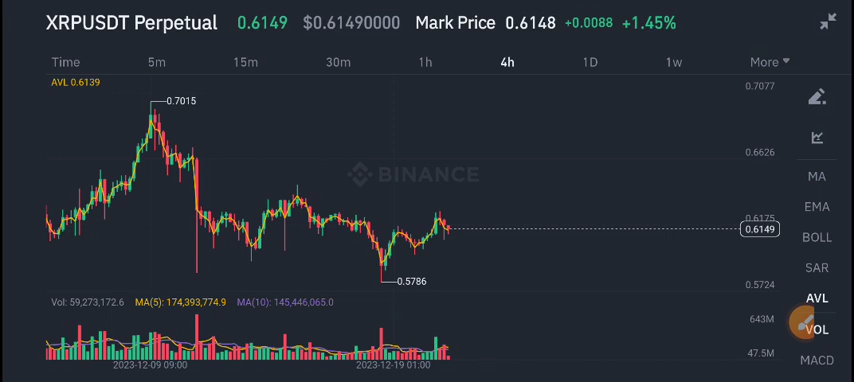 XRPUSDT Perpetual 0.6149 $0.61490000 Mark Price 0.6148 +0.0088 +1.45%
Time 5m 15m 30m 1h 4h 1D 1w More
AVL 0.6139
0.7077
0.7015
0.6626
BINANCE
MA
EMA
0.6175
0.6149
BOLL
SAR
0.5786
0.5724
AVL
Vol: 59,273,172.6 MA(5): 174,393,774.9 MA(10): 145,446,065.0
643M
VOL
47.5M
MACD
2023-12-09 09:00 2023-12-19 01:00